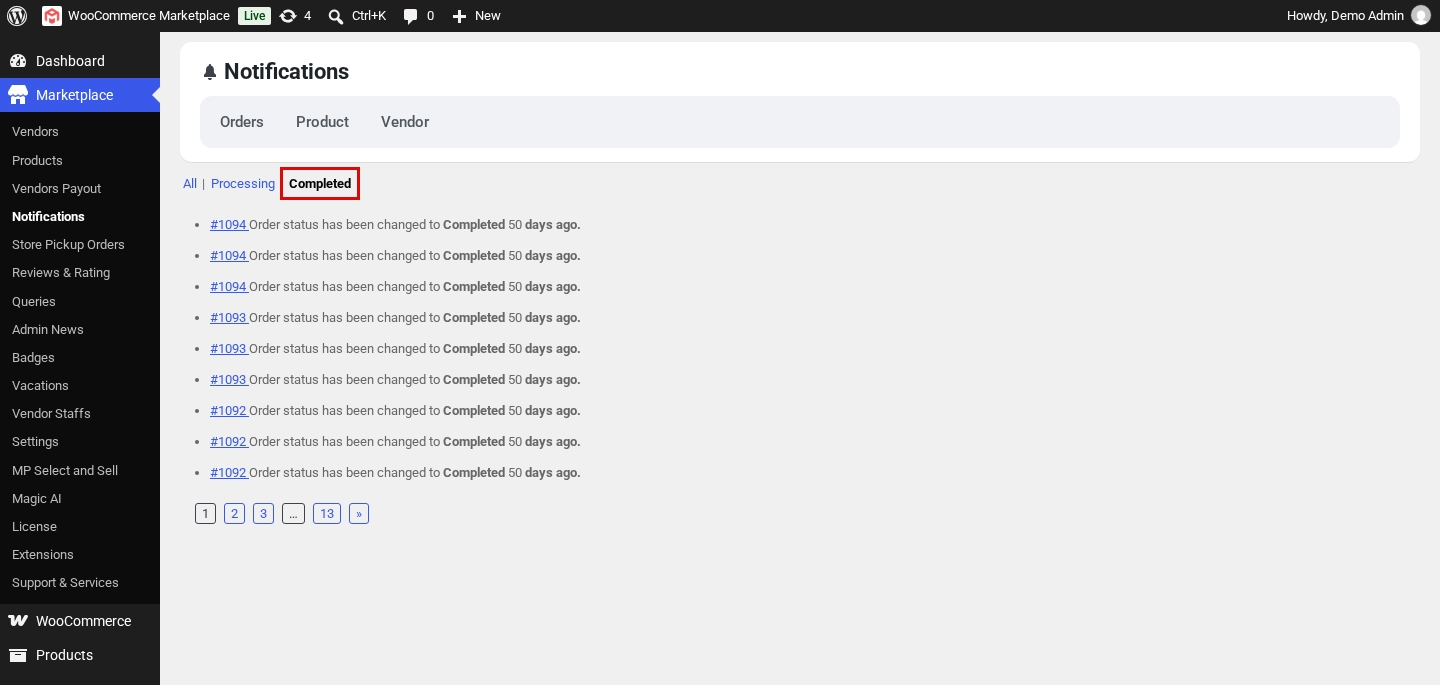 WooCommerce Marketplace Live 4 Ctrl+K 0 New Howdy, Demo Admin
Dashboard
Marketplace
Vendors
Products
Vendors Payout
Notifications
Store Pickup Orders
Reviews & Rating
Queries
Admin News
Badges
Vacations
Vendor Staffs
Settings
MP Select and Sell
Magic AI
License
Extensions
Support & Services
WooCommerce
Products
Notifications
Orders Product Vendor
All | Processing Completed
• #1094 Order status has been changed to Completed 50 days ago.
• #1094 Order status has been changed to Completed 50 days ago.
• #1094 Order status has been changed to Completed 50 days ago.
• #1093 Order status has been changed to Completed 50 days ago.
• #1093 Order status has been changed to Completed 50 days ago.
• #1093 Order status has been changed to Completed 50 days ago.
• #1092 Order status has been changed to Completed 50 days ago.
• #1092 Order status has been changed to Completed 50 days ago.
• #1092 Order status has been changed to Completed 50 days ago.
1 2 3 … 13 »